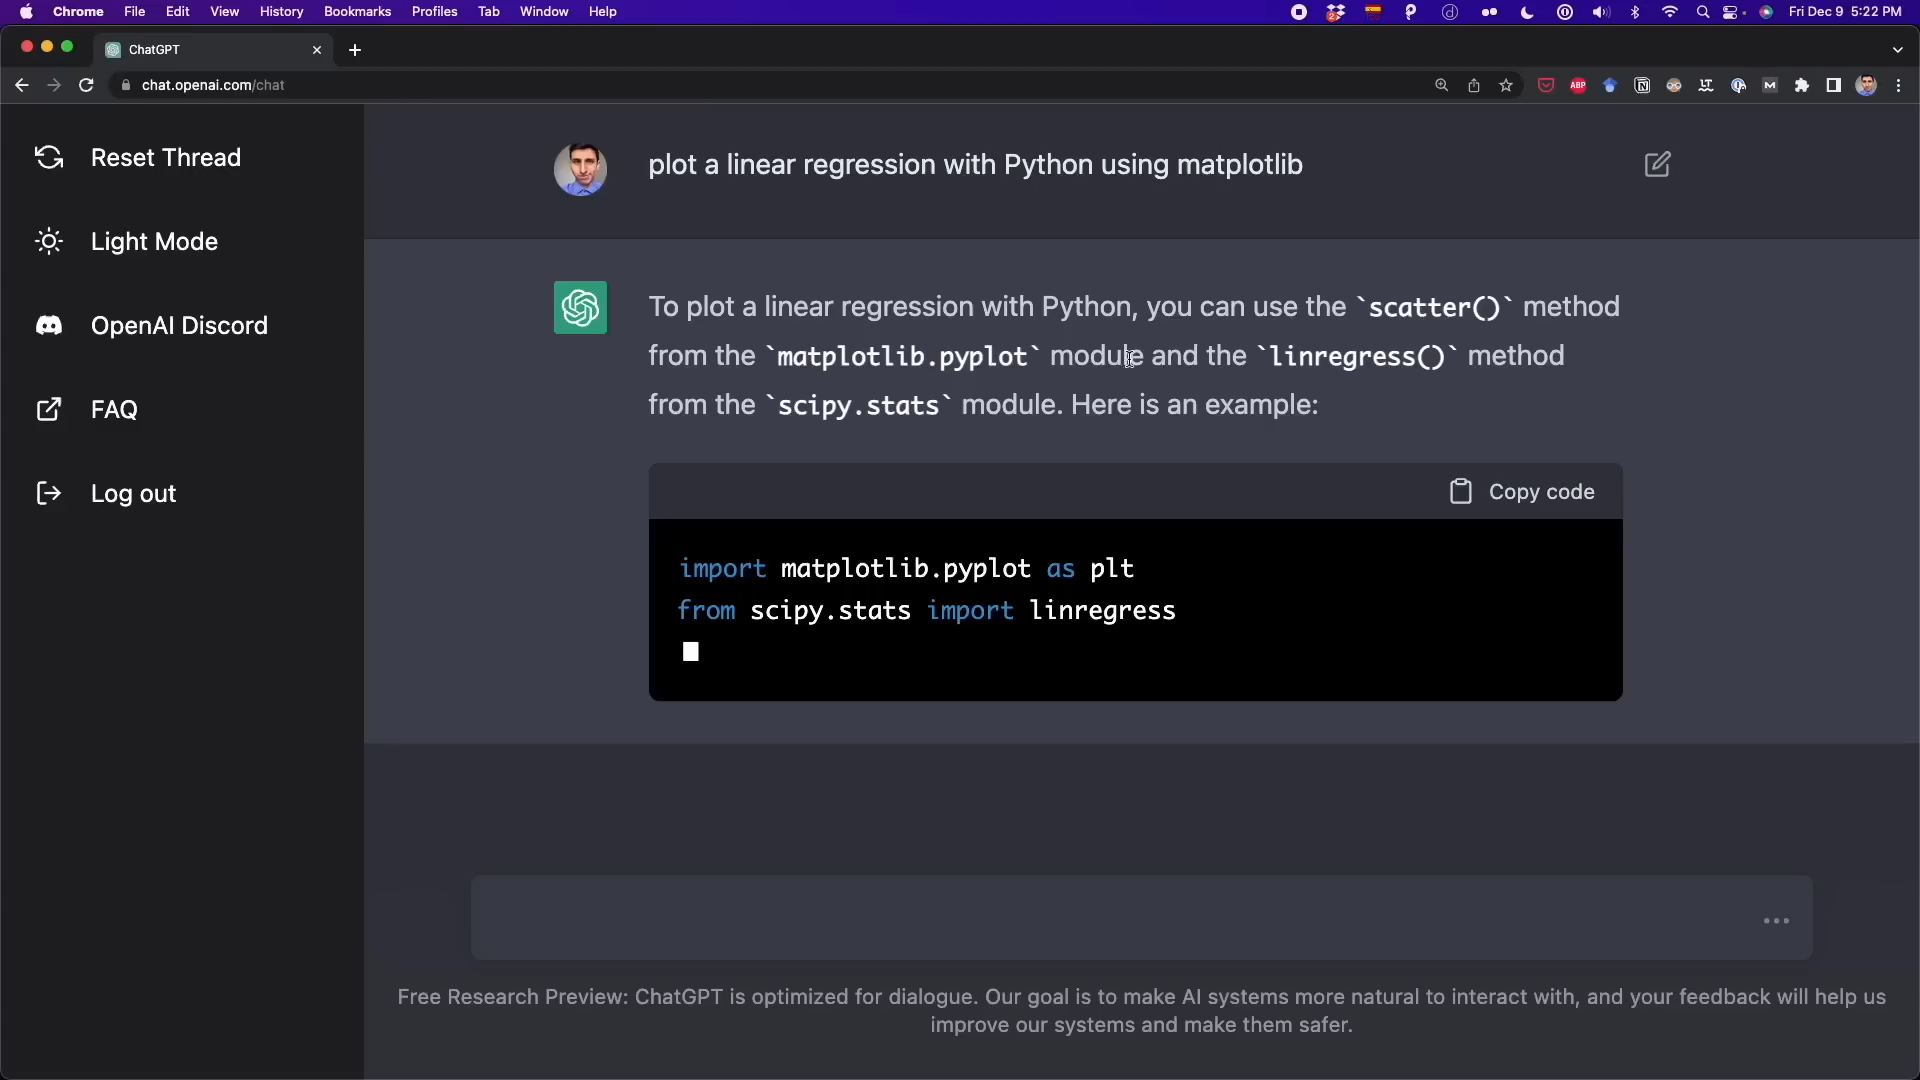 Chrome File Edit View History Bookmarks Profiles Tab Window Help Fri Dec 9 5:22 PM
ChatGPT
chat.openai.com/chat
ABP
Reset Thread
Light Mode
OpenAI Discord
FAQ
Log out
plot a linear regression with Python using matplotlib
To plot a linear regression with Python, you can use the `scatter()` method
from the `matplotlib.pyplot` module and the `linregress()` method
from the `scipy.stats` module. Here is an example:
Copy code
import matplotlib.pyplot as plt
from scipy.stats import linregress
Free Research Preview: ChatGPT is optimized for dialogue. Our goal is to make AI systems more natural to interact with, and your feedback will help us
improve our systems and make them safer.